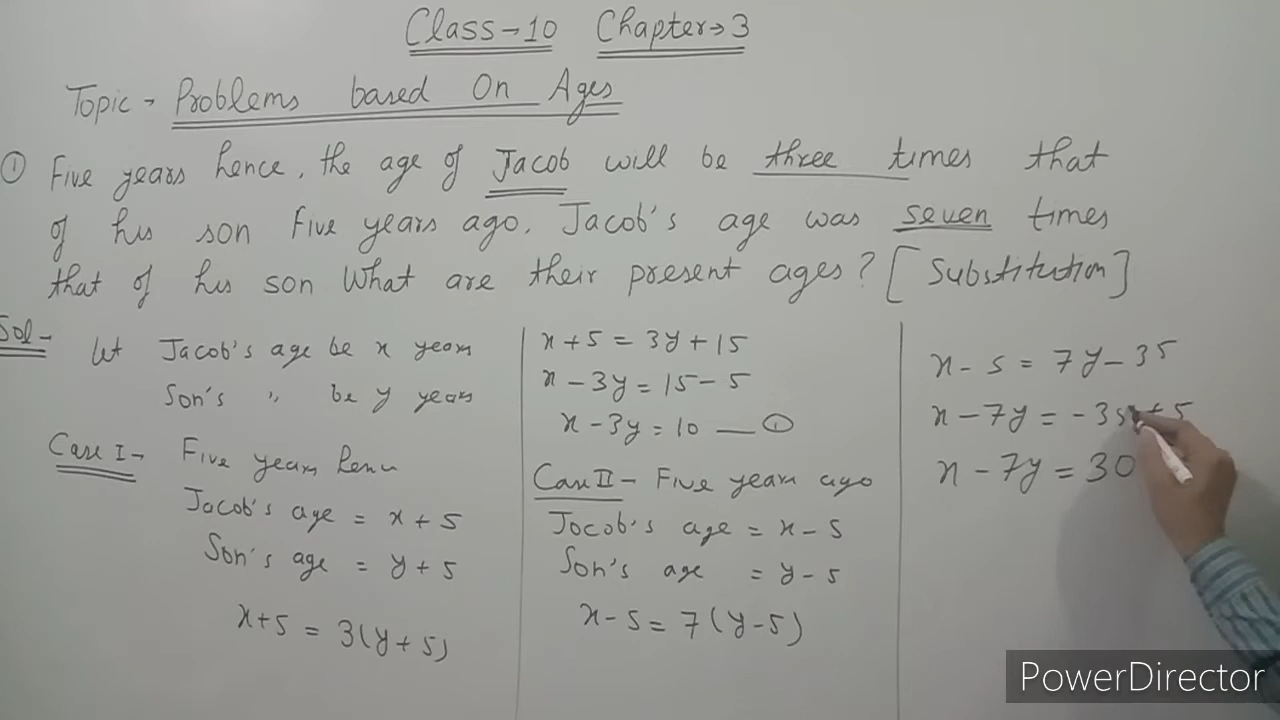 Class → 10 Chapter → 3
Topic - Problems based On Ages
① Five years hence, the age of Jacob will be three times that
of his son Five years ago, Jacob's age was seven times
that of his son What are their present ages? [Substitution]
Sol -
Let Jacob's age be x years
Son's " be y years
Case I - Five years
Jacob's age = x + 5
Son's age = y + 5
x + 5 = 3(y + 5)
x + 5 = 3y + 15
x - 3y = 15 - 5
x - 3y = 10 — ①
Case II - Five years ago
Jocob's age = x - 5
Son's age = y - 5
x - 5 = 7(y - 5)
x - 5 = 7y - 35
x - 7y = -35 + 5
x - 7y = 30
PowerDirector